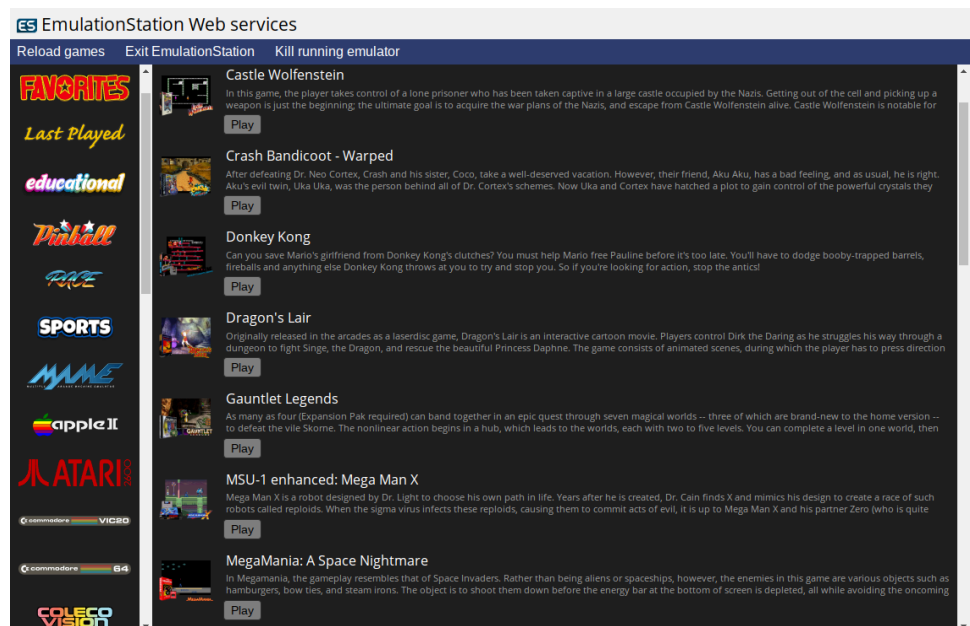 ES EmulationStation Web services
Reload games Exit EmulationStation Kill running emulator
FAVORITES
Last Played
educational
Pinball
RACE
SPORTS
MAME
apple ][
ATARI 2600
commodore VIC20
commodore 64
COLECO
VISION
Castle Wolfenstein
In this game, the player takes control of a lone prisoner who has been taken captive in a large castle occupied by the Nazis. Getting out of the cell and picking up a
weapon is just the beginning; the ultimate goal is to acquire the war plans of the Nazis, and escape from Castle Wolfenstein alive. Castle Wolfenstein is notable for
Play
Crash Bandicoot - Warped
After defeating Dr. Neo Cortex, Crash and his sister, Coco, take a well-deserved vacation. However, their friend, Aku Aku, has a bad feeling, and as usual, he is right.
Aku's evil twin, Uka Uka, was the person behind all of Dr. Cortex's schemes. Now Uka and Cortex have hatched a plot to gain control of the powerful crystals they
Play
Donkey Kong
Can you save Mario's girlfriend from Donkey Kong's clutches? You must help Mario free Pauline before it's too late. You'll have to dodge booby-trapped barrels,
fireballs and anything else Donkey Kong throws at you to try and stop you. So if you're looking for action, stop the antics!
Play
Dragon's Lair
Originally released in the arcades as a laserdisc game, Dragon's Lair is an interactive cartoon movie. Players control Dirk the Daring as he struggles his way through a
dungeon to fight Singe, the Dragon, and rescue the beautiful Princess Daphne. The game consists of animated scenes, during which the player has to press direction
Play
Gauntlet Legends
As many as four (Expansion Pak required) can band together in an epic quest through seven magical worlds -- three of which are brand-new to the home version --
to defeat the vile Skorne. The nonlinear action begins in a hub, which leads to the worlds, each with two to five levels. You can complete a level in one world, then
Play
MSU-1 enhanced: Mega Man X
Mega Man X is a robot designed by Dr. Light to choose his own path in life. Years after he is created, Dr. Cain finds X and mimics his design to create a race of such
robots called reploids. When the sigma virus infects these reploids, causing them to commit acts of evil, it is up to Mega Man X and his partner Zero (who is quite
Play
MegaMania: A Space Nightmare
In Megamania, the gameplay resembles that of Space Invaders. Rather than being aliens or spaceships, however, the enemies in this game are various objects such as
hamburgers, bow ties, and steam irons. The object is to shoot them down before the energy bar at the bottom of screen is depleted, all while avoiding the oncoming
Play